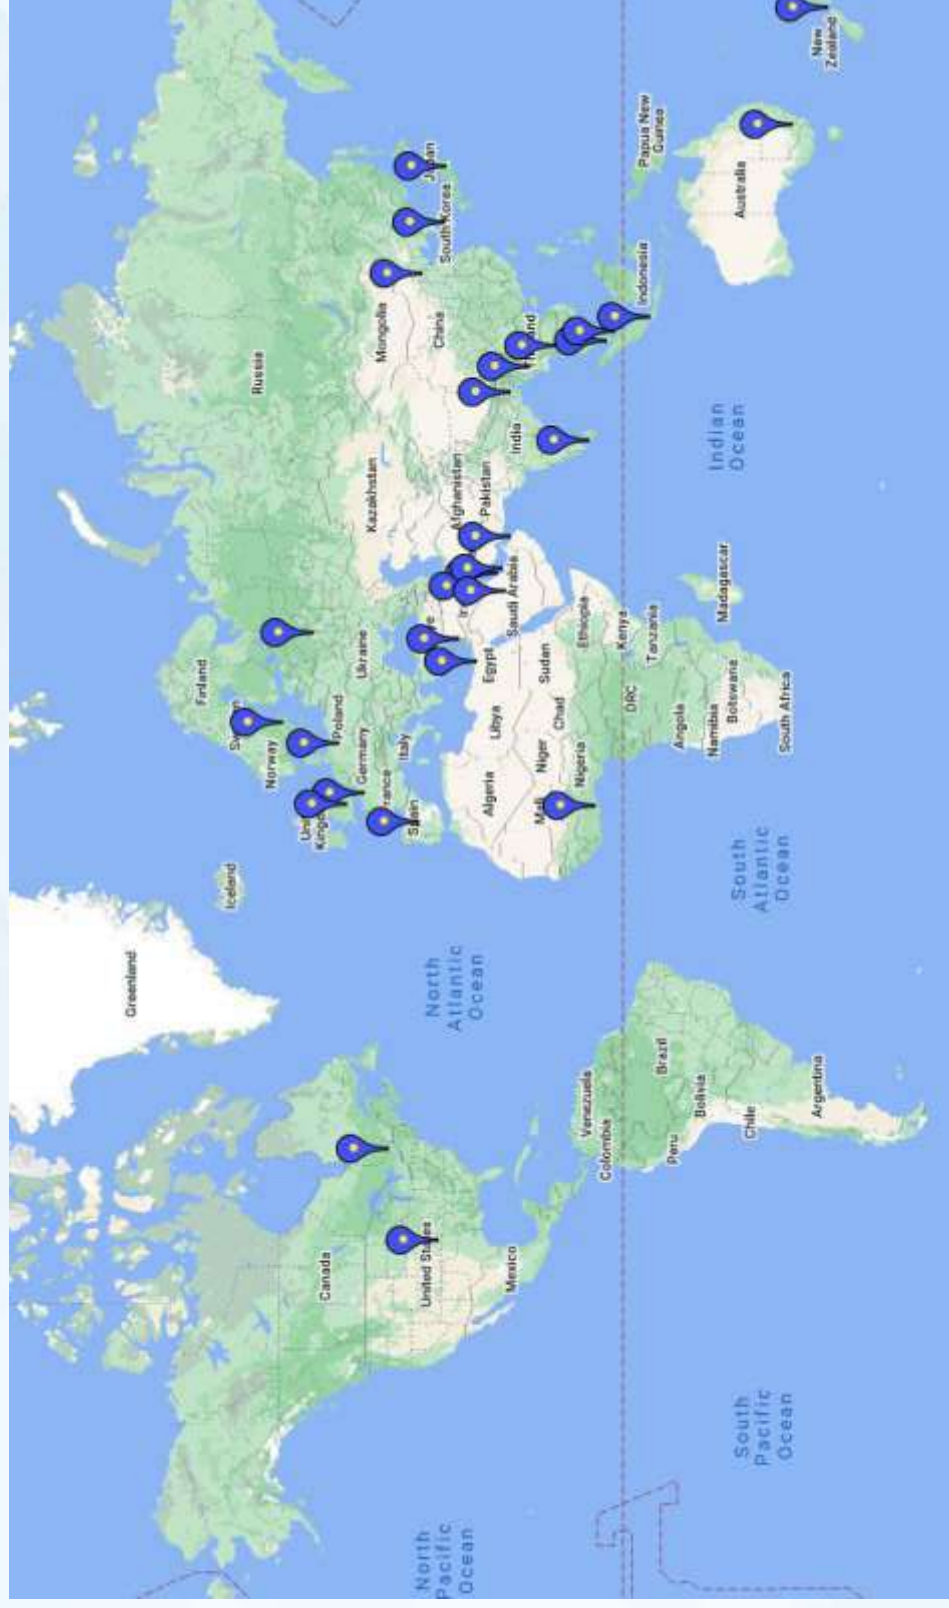 Greenland
Iceland
Finland
Norway
Russia
Canada
Poland
Ukraine
Germany
Kazakhstan
Mongolia
Italy
United States
North
Pacific
Ocean
North
Atlantic
Ocean
Afghanistan
China
South Korea
Japan
Algeria
Libya
Egypt
Pakistan
Mexico
Mali
Niger
Chad
Sudan
Saudi Arabia
India
Nigeria
Ethiopia
Venezuela
Colombia
Kenya
DRC
Tanzania
Indonesia
Papua New
Guinea
Peru
Brazil
Bolivia
Angola
Namibia
Botswana
Madagascar
South
Pacific
Ocean
Chile
South
Atlantic
Ocean
Indian
Ocean
Australia
Argentina
South Africa
New
Zealand